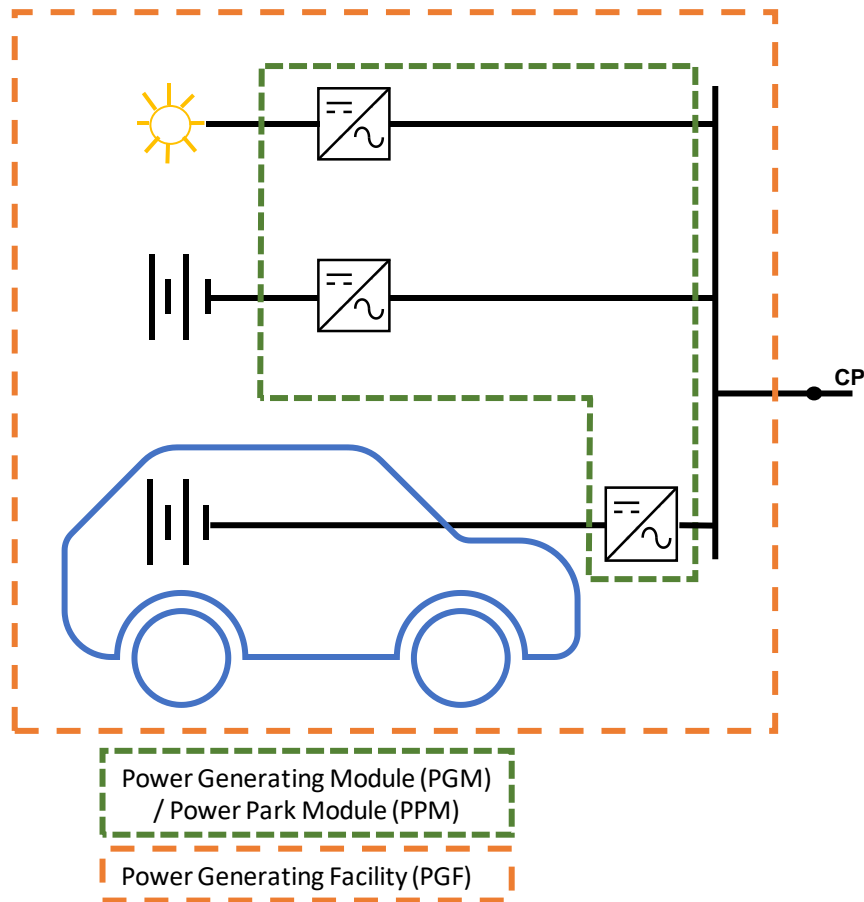 CP
Power Generating Module (PGM)
/ Power Park Module (PPM)
Power Generating Facility (PGF)